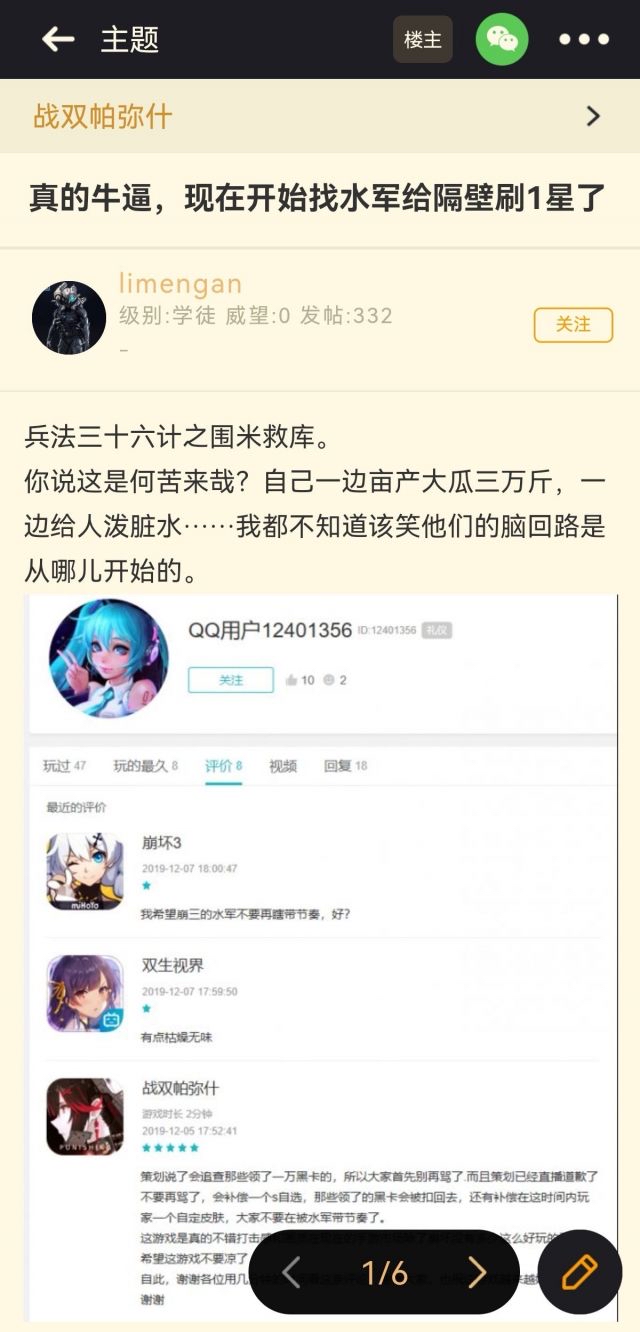 主题
楼主
战双帕弥什
真的牛逼，现在开始找水军给隔壁刷1星了
limengan
级别:学徒 威望:0 发帖:332
关注
兵法三十六计之围米救库。
你说这是何苦来哉？自己一边亩产大瓜三万斤，一
边给人泼脏水……我都不知道该笑他们的脑回路是
从哪儿开始的。
QQ用户12401356 ID:12401356 礼仪
关注 10 2
玩过 47 玩的最久 8 评价 8 视频 回复 18
最近的评价
崩坏3
2019-12-07 18:00:47
miHoYo
我希望崩三的水军不要再瞎带节奏，好?
双生视界
2019-12-07 17:59:50
有点枯燥无味
战双帕弥什
游戏时长 2分钟
2019-12-05 17:52:41
PUNISHING
策划说了会追查那些领了一万黑卡的，所以大家首先别再骂了.而且策划已经直播道歉了
不要再骂了，会补偿一个s自选，那些领了的黑卡会被扣回去，还有补偿在这时间内玩
家一个自定皮肤，大家不要在被水军带节奏了。
这游戏是真的不错打击感
希望这游戏不要凉了
自此，谢谢各位用几
谢谢
1/6